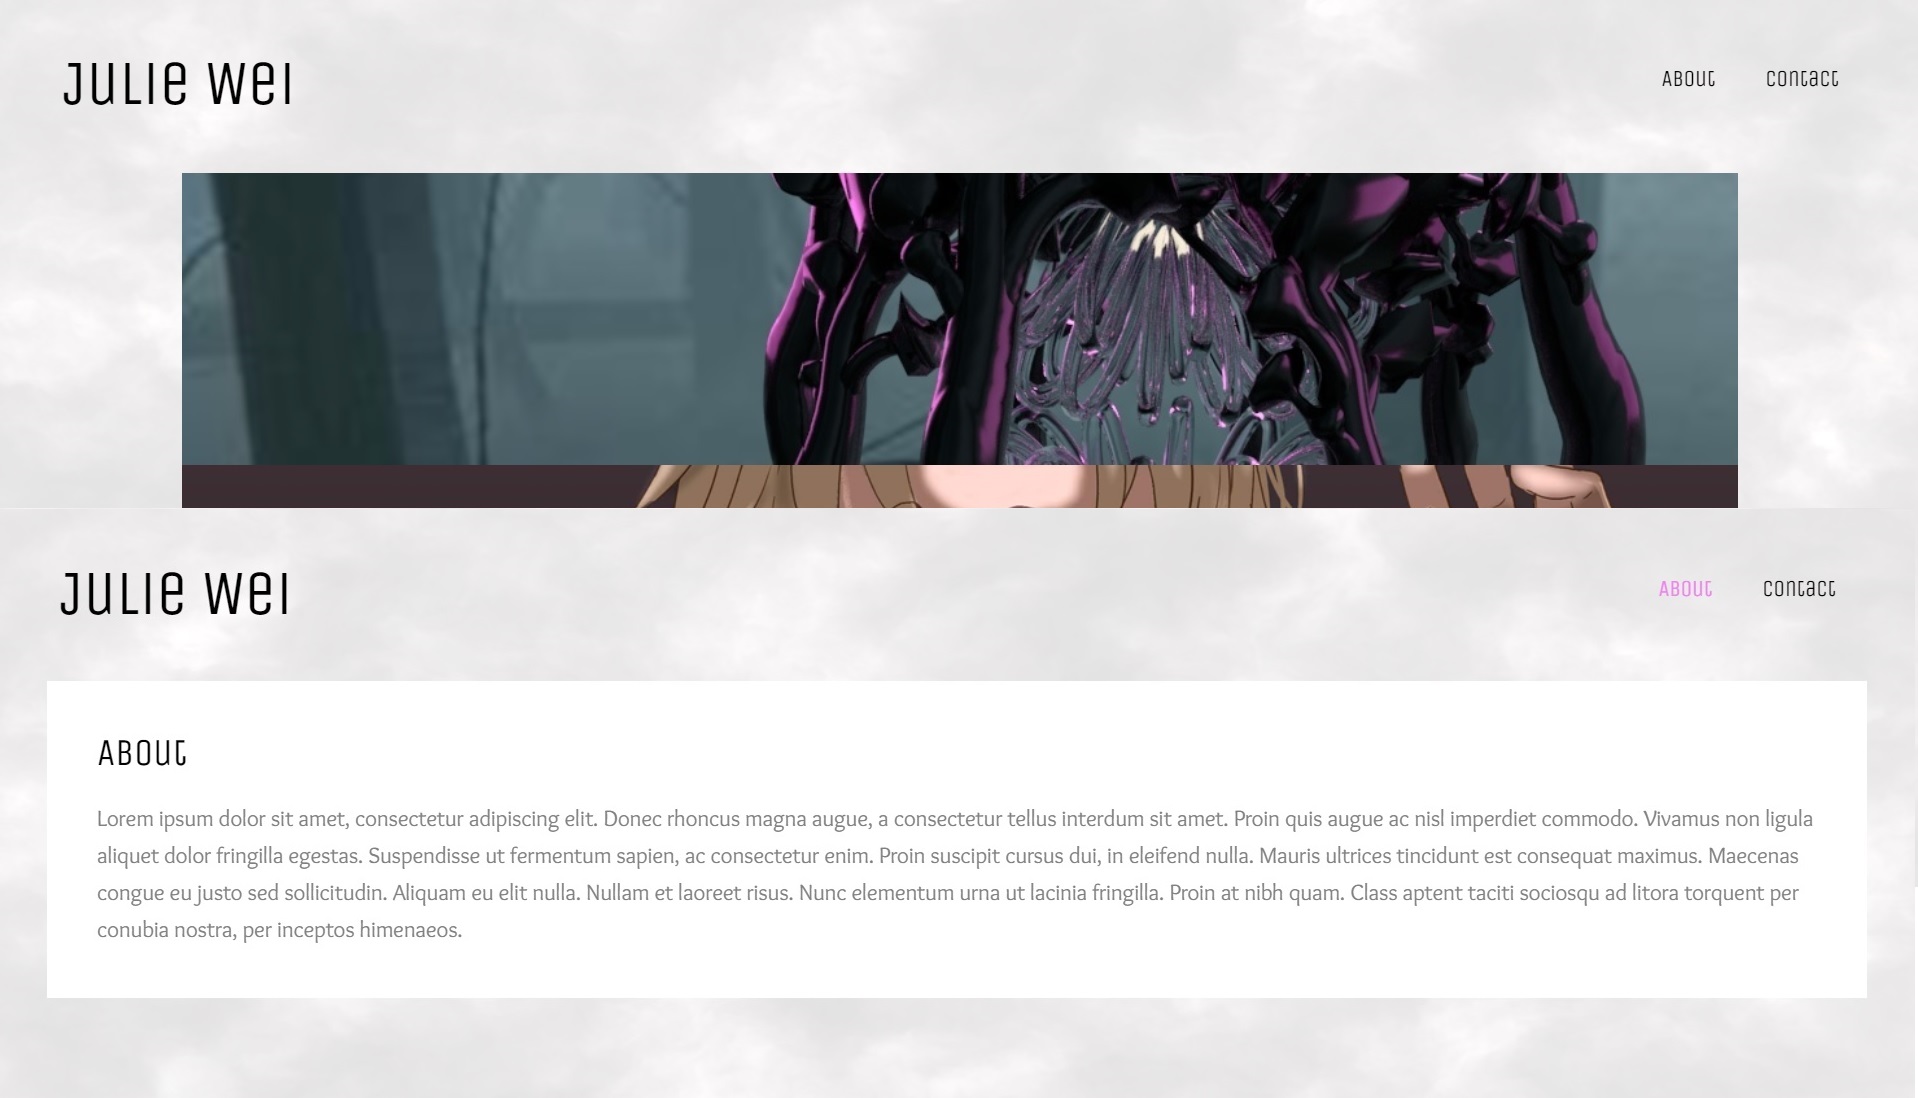 Julie Wei
About
Contact
Julie Wei
About
Contact
About
Lorem ipsum dolor sit amet, consectetur adipiscing elit. Donec rhoncus magna augue, a consectetur tellus interdum sit amet. Proin quis augue ac nisl imperdiet commodo. Vivamus non ligula
aliquet dolor fringilla egestas. Suspendisse ut fermentum sapien, ac consectetur enim. Proin suscipit cursus dui, in eleifend nulla. Mauris ultrices tincidunt est consequat maximus. Maecenas
congue eu justo sed sollicitudin. Aliquam eu elit nulla. Nullam et laoreet risus. Nunc elementum urna ut lacinia fringilla. Proin at nibh quam. Class aptent taciti sociosqu ad litora torquent per
conubia nostra, per inceptos himenaeos.